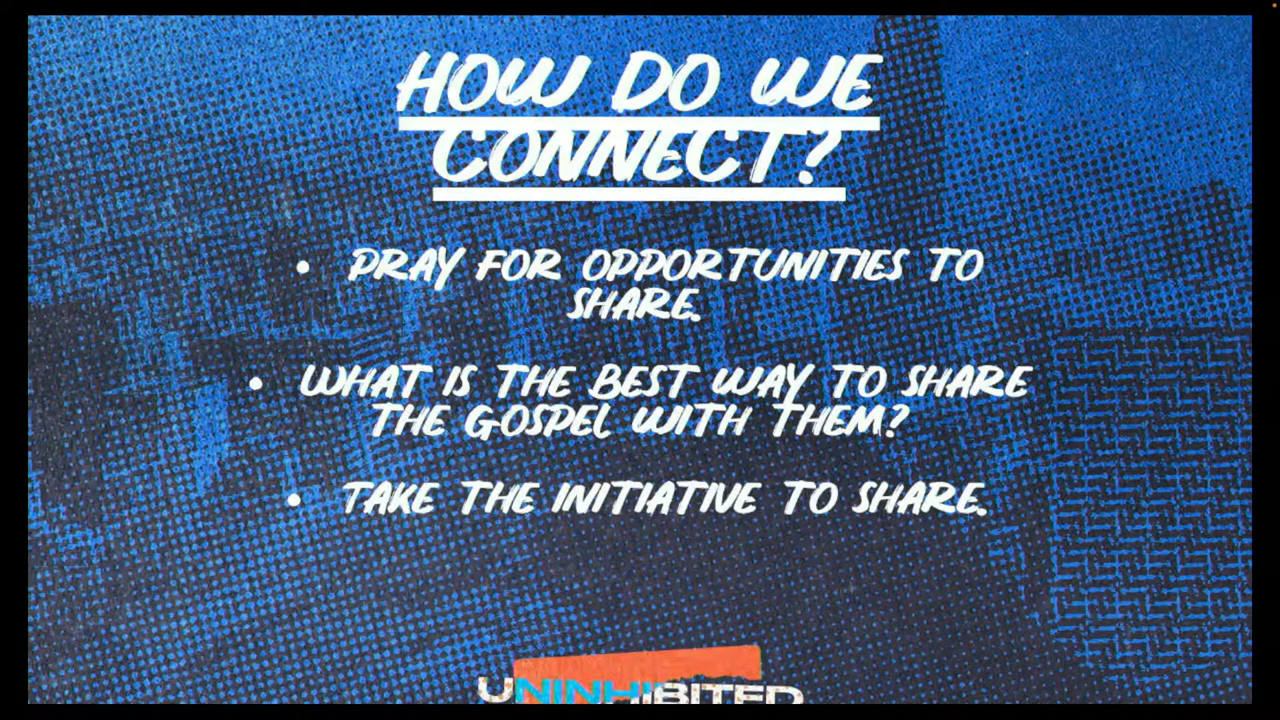 HOW DO WE
CONNECT?
• PRAY FOR OPPORTUNITIES TO
SHARE.
• WHAT IS THE BEST WAY TO SHARE
THE GOSPEL WITH THEM?
• TAKE THE INITIATIVE TO SHARE.
UNINHIBITED